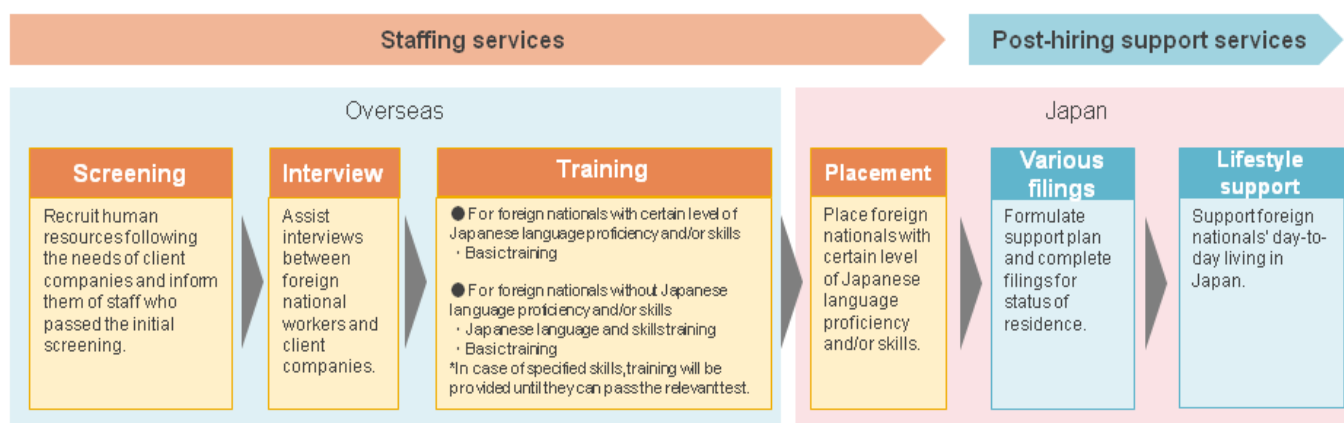 Staffing services
Post-hiring support services
Overseas
Japan
Screening
Recruit human
resources following
the needs of client
companies and inform
them of staff who
passed the initial
screening.
Interview
Assist
interviews
between
foreign
national
workers and
client
companies.
Training
● For foreign nationals with certain level of
Japanese language proficiency and/or skills
・Basic training
● For foreign nationals without Japanese
language proficiency and/or skills
・Japanese language and skills training
・Basic training
*In case of specified skills, training will be
provided until they can pass the relevant test.
Placement
Place foreign
nationals with
certain level
of Japanese
language
proficiency
and/or skills.
Various
filings
Formulate
support plan
and complete
filings for
status of
residence.
Lifestyle
support
Support foreign
nationals' day-to-
day living in
Japan.